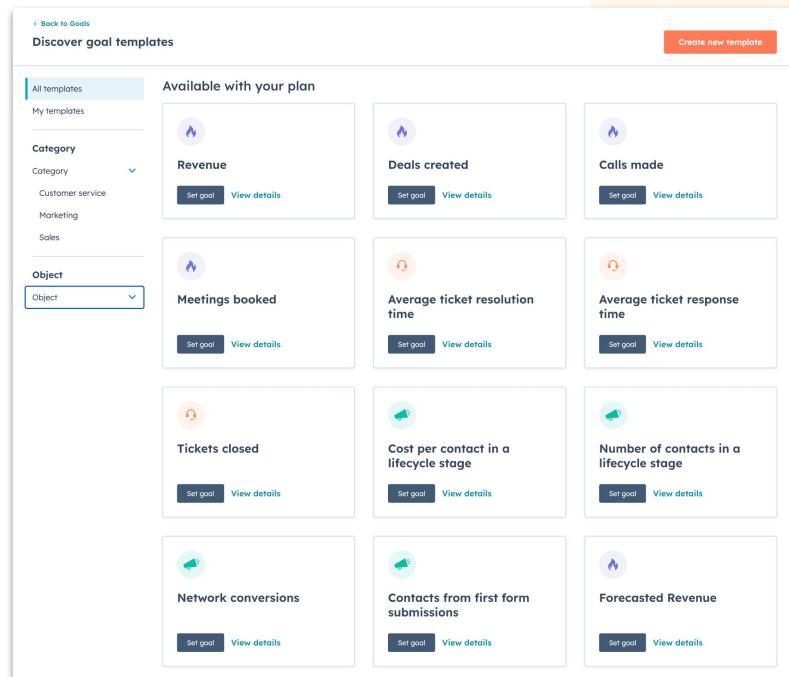 Back to Goals
Discover goal templates
Create new template
All templates
My templates
Category
Category
Customer service
Marketing
Sales
Object
Object
Available with your plan
Revenue
Set goal View details
Deals created
Set goal View details
Calls made
Set goal View details
Meetings booked
Set goal View details
Average ticket resolution
time
Set goal View details
Average ticket response
time
Set goal View details
Tickets closed
Set goal View details
Cost per contact in a
lifecycle stage
Set goal View details
Number of contacts in a
lifecycle stage
Set goal View details
Network conversions
Set goal View details
Contacts from first form
submissions
Set goal View details
Forecasted Revenue
Set goal View details